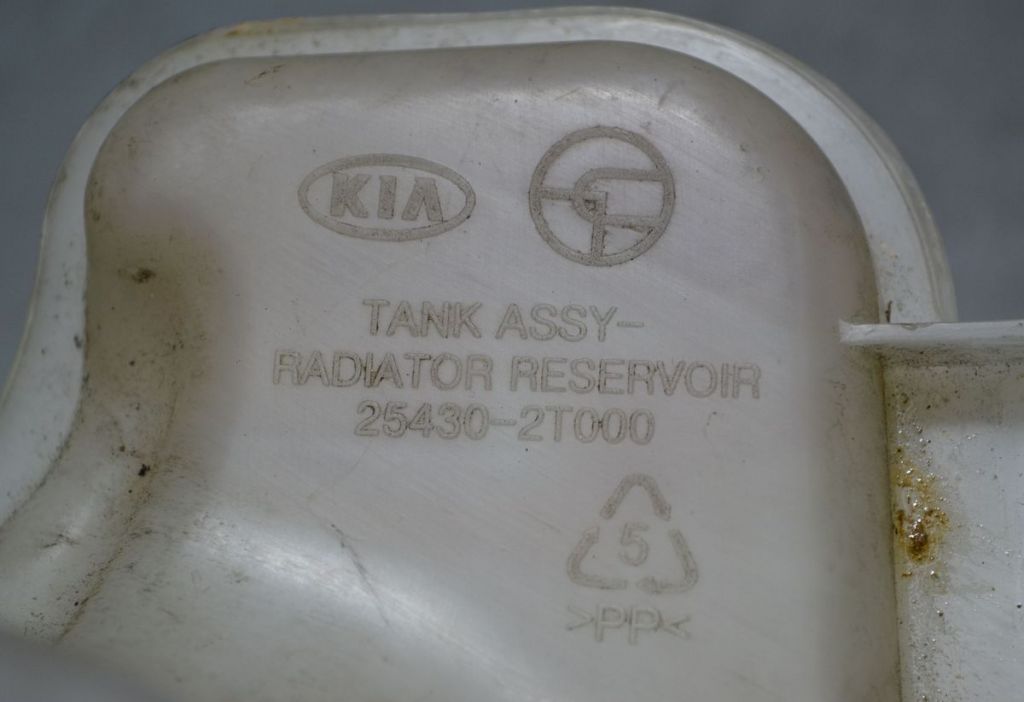 KIA
TANK ASSY-
RADIATOR RESERVOIR
25430-2T000
5
>PP<